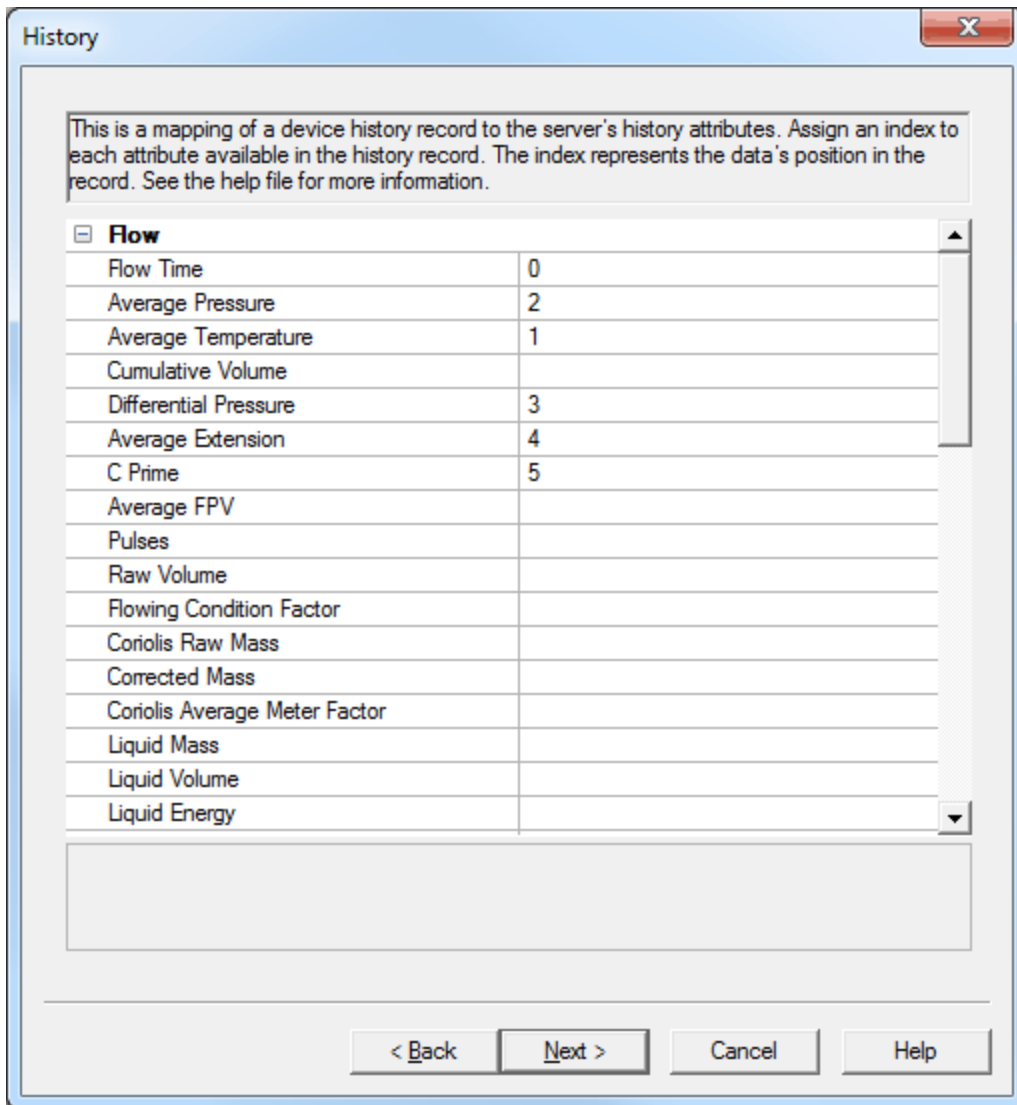 History
This is a mapping of a device history record to the server's history attributes. Assign an index to
each attribute available in the history record. The index represents the data's position in the
record. See the help file for more information.
Flow
Flow Time 0
Average Pressure 2
Average Temperature 1
Cumulative Volume
Differential Pressure 3
Average Extension 4
C Prime 5
Average FPV
Pulses
Raw Volume
Flowing Condition Factor
Coriolis Raw Mass
Corrected Mass
Coriolis Average Meter Factor
Liquid Mass
Liquid Volume
Liquid Energy
< Back Next > Cancel Help